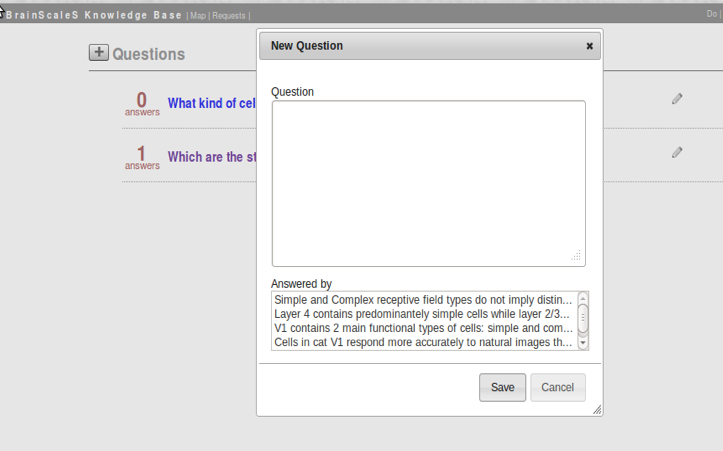 BrainScaleS Knowledge Base | Map | Requests |
Do |
+ Questions
0
answers
What kind of cel
1
answers
Which are the st
New Question
Question
Answered by
Simple and Complex receptive field types do not imply distin...
Layer 4 contains predominantely simple cells while layer 2/3...
V1 contains 2 main functional types of cells: simple and com...
Cells in cat V1 respond more accurately to natural images th...
Save
Cancel